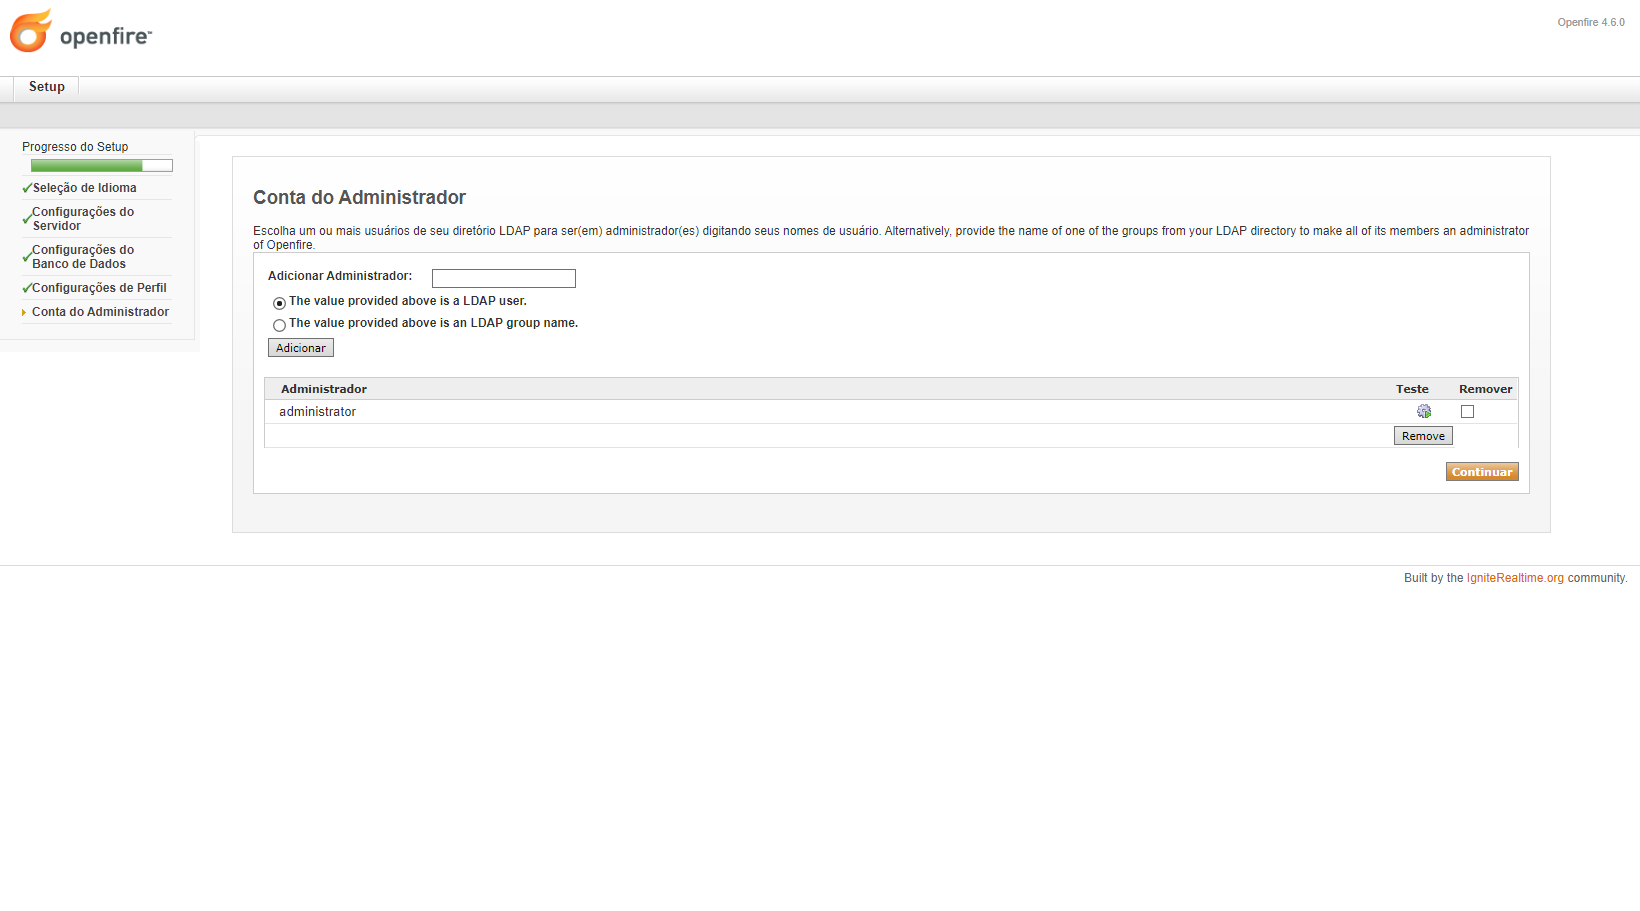 openfire™
Openfire 4.6.0
Setup
Progresso do Setup
Seleção de Idioma
Configurações do
Servidor
Configurações do
Banco de Dados
Configurações de Perfil
Conta do Administrador
Conta do Administrador
Escolha um ou mais usuários de seu diretório LDAP para ser(em) administrador(es) digitando seus nomes de usuário. Alternatively, provide the name of one of the groups from your LDAP directory to make all of its members an administrator
of Openfire.
Adicionar Administrador:
The value provided above is a LDAP user.
The value provided above is an LDAP group name.
Adicionar
Administrador Teste Remover
administrator
Remove
Continuar
Built by the IgniteRealtime.org community.